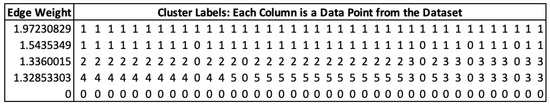 Edge Weight Cluster Labels: Each Column is a Data Point from the Dataset
1.97230829 1 1 1 1 1 1 1 1 1 1 1 1 1 1 1 1 1 1 1 1 1 1 1 1 1 1 1 1 1 1 1 1 1 1 1 1
1.5435349 1 1 1 1 1 1 1 1 1 0 1 1 1 0 1 1 1 1 1 1 1 1 1 1 1 0 1 1 1 0 1 1 1 0 1 1
1.3360015 2 2 2 2 2 2 2 2 2 0 2 2 2 0 2 2 2 2 2 2 2 2 2 2 3 0 2 3 3 0 3 3 3 0 3 3
1.32853303 4 4 4 4 4 4 4 4 4 0 4 4 5 0 5 5 5 5 5 5 5 5 5 5 3 0 5 3 3 0 3 3 3 0 3 3
0 0 0 0 0 0 0 0 0 0 0 0 0 0 0 0 0 0 0 0 0 0 0 0 0 0 0 0 0 0 0 0 0 0 0 0 0